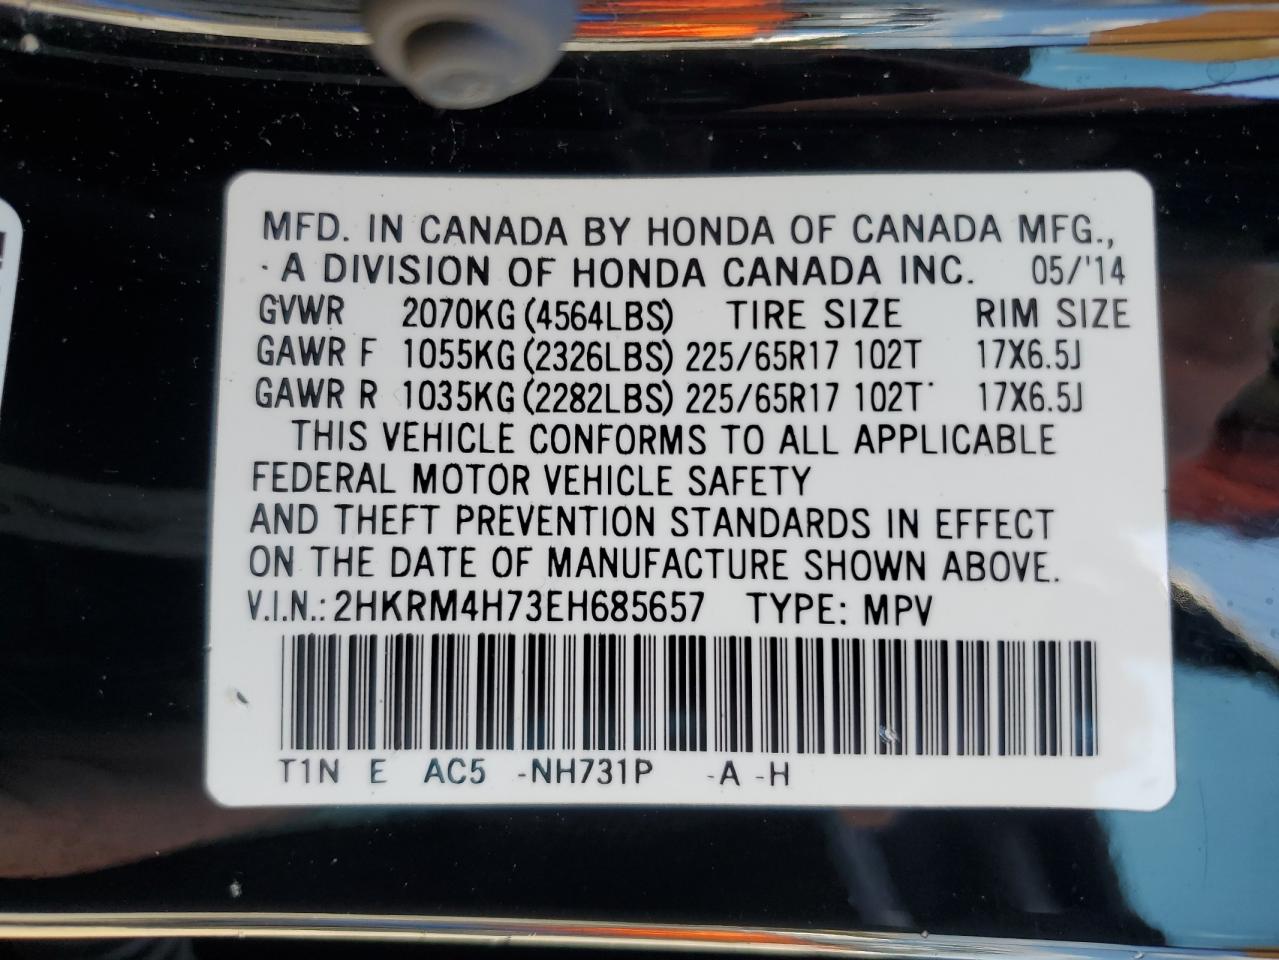 MFD. IN CANADA BY HONDA OF CANADA MFG.,
A DIVISION OF HONDA CANADA INC. 05/'14
GVWR 2070KG (4564LBS) TIRE SIZE RIM SIZE
GAWR F 1055KG (2326LBS) 225/65R17 102T 17X6.5J
GAWR R 1035KG (2282LBS) 225/65R17 102T 17X6.5J
THIS VEHICLE CONFORMS TO ALL APPLICABLE
FEDERAL MOTOR VEHICLE SAFETY
AND THEFT PREVENTION STANDARDS IN EFFECT
ON THE DATE OF MANUFACTURE SHOWN ABOVE.
V.I.N.: 2HKRM4H73EH685657 TYPE: MPV
T1N E AC5 -NH731P -A -H